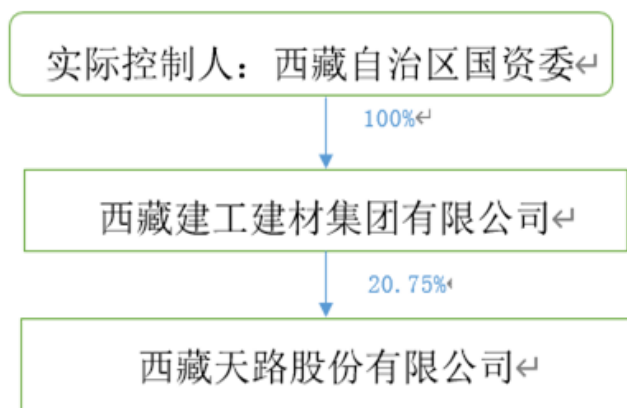 实际控制人：西藏自治区国资委
100%
西藏建工建材集团有限公司
20.75%
西藏天路股份有限公司